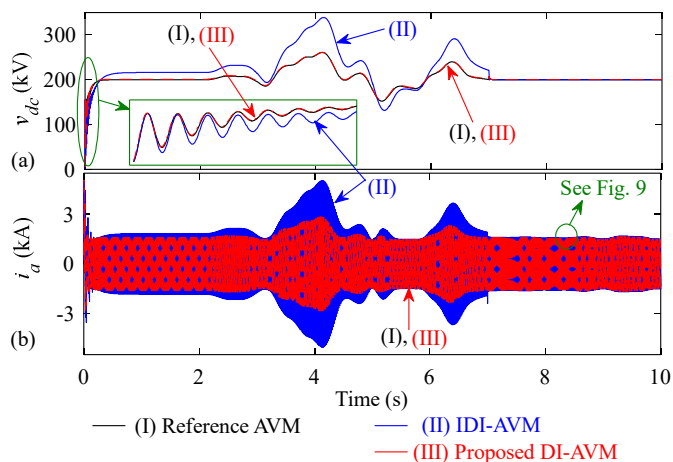 300
200
100
0
v_dc (kV)
(a)
(I), (III)
(II)
(I), (III)
(I), (III)
(II)
See Fig. 9
3
0
-3
i_a (kA)
(b)
(I), (III)
0 2 4 6 8 10
Time (s)
(I) Reference AVM
(II) IDI-AVM
(III) Proposed DI-AVM